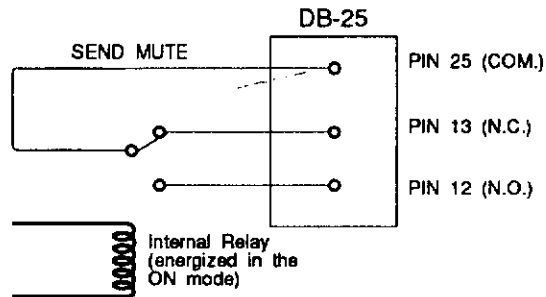 DB-25
SEND MUTE
PIN 25 (COM.)
PIN 13 (N.C.)
PIN 12 (N.O.)
Internal Relay
(energized in the
ON mode)